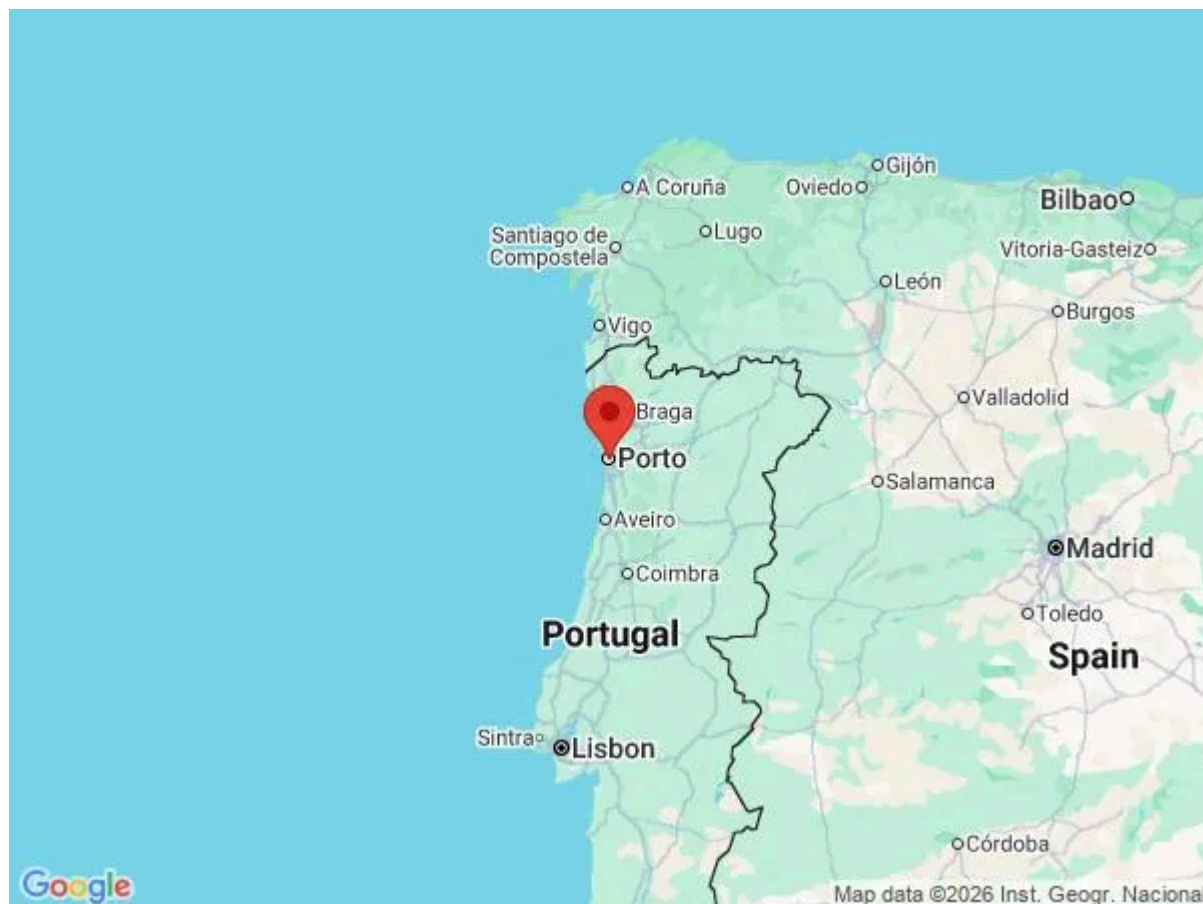 Gijón
A Coruña
Oviedo
Bilbao
Lugo
Santiago de
Compostela
Vitoria-Gasteiz
León
Burgos
Vigo
Valladolid
Braga
Porto
Salamanca
Aveiro
Madrid
Coimbra
Toledo
Portugal
Spain
Sintra
Lisbon
Córdoba
Google
Map data ©2026 Inst. Geogr. Nacional